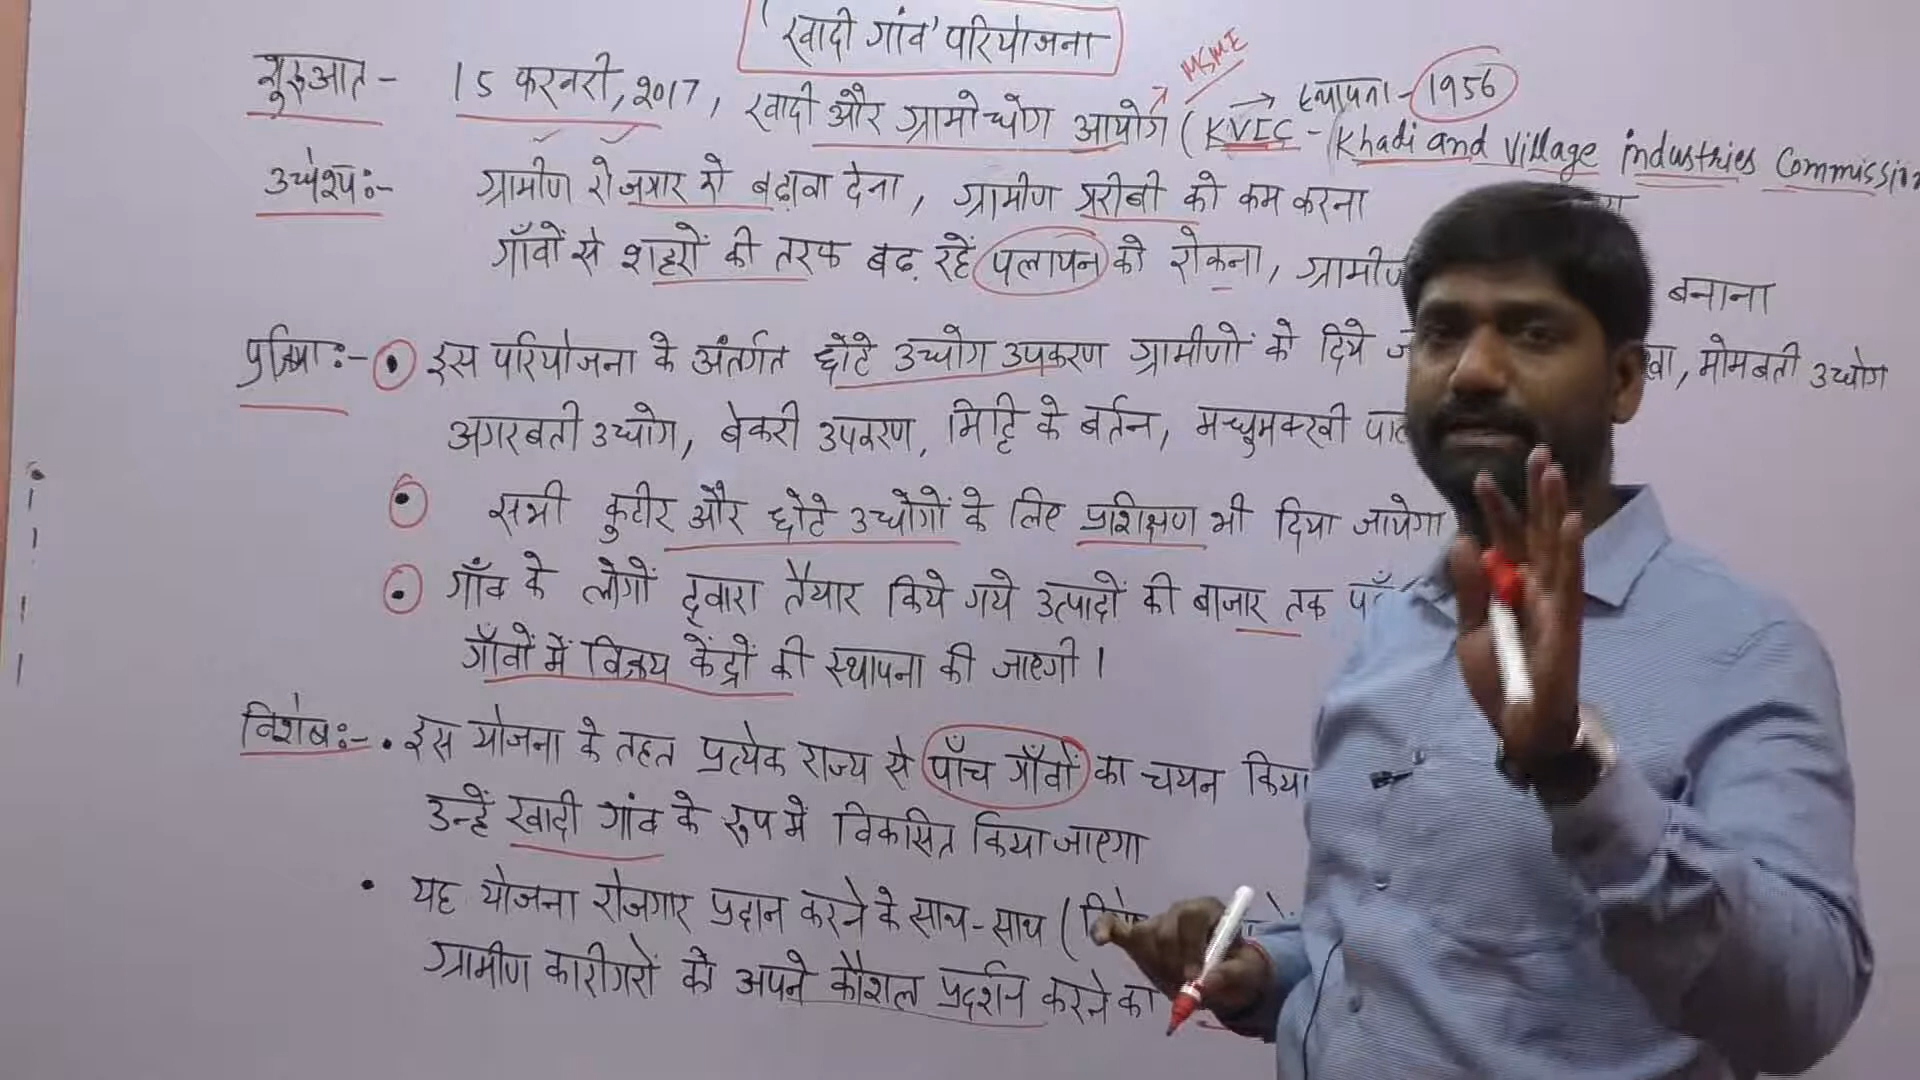 'खादी गांव' परियोजना
MSME
शुरुआत - 15 फरवरी, 2017, खादी और ग्रामोद्योग आयोग (KVIC - Khadi and Village industries Commission
→ स्थापना - 1956
उद्देश्य:- ग्रामीण रोजगार को बढ़ावा देना, ग्रामीण गरीबी को कम करना
गाँवों से शहरों की तरफ बढ़ रहें पलायन को रोकना, ग्रामीण बनाना
प्रक्रिया:- • इस परियोजना के अंतर्गत छोटे उद्योग उपकरण ग्रामीणों को दिये मोमबती उद्योग
अगरबती उद्योग, बेकरी उपकरण, मिट्टि के बर्तन, मधुमक्खी
• सभी कुटीर और छोटे उद्योगों के लिए प्रशिक्षण भी दिया जायेगा
• गाँव के लोगों द्वारा तैयार किये गये उत्पादों की बाजार तक
गाँवों में विक्रय केंद्रों की स्थापना की जाएगी ।
विशेष:- • इस योजना के तहत प्रत्येक राज्य से पाँच गाँवों का चयन किया
उन्हें खादी गांव के रूप में विकसित किया जाएगा
• यह योजना रोजगार प्रदान करने के साथ-साथ (
ग्रामीण कारीगरों को अपने कौशल प्रदर्शन करने का